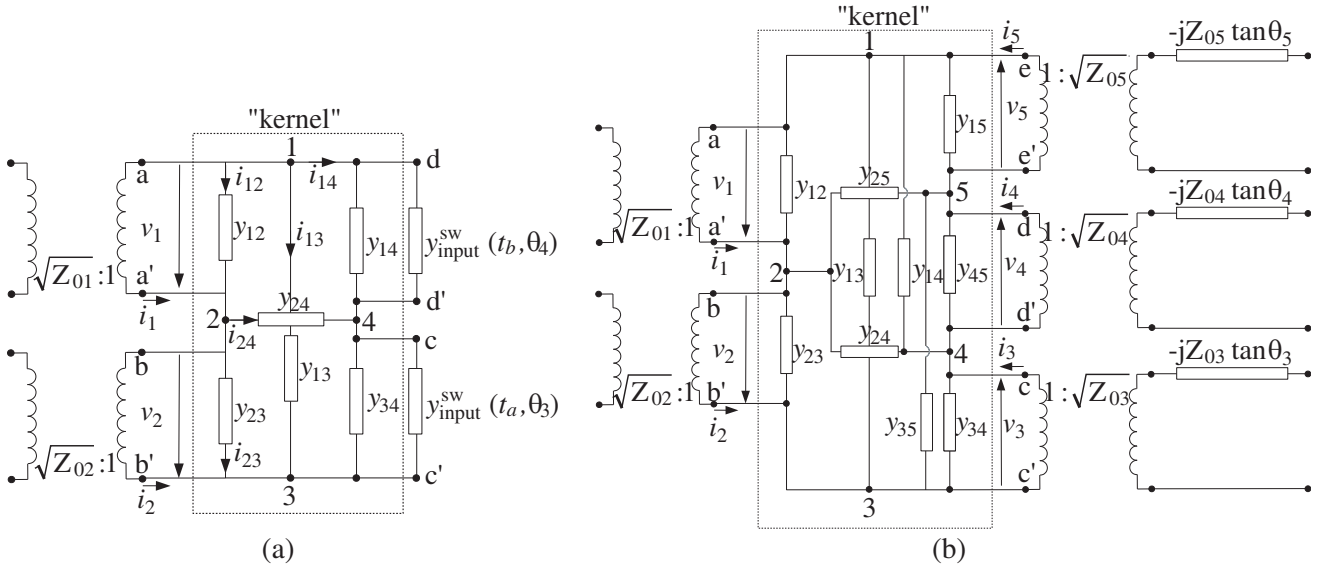 "kernel"
1
d
a
i12
i14
v1
y12
i13
y14
y^sw_input (t_b,θ4)
√Z01:1
a'
y24
d'
i1
2
4
i24
c
b
y13
v2
y23
y34
y^sw_input (t_a,θ3)
√Z02:1
b'
i23
c'
i2
3
(a)
"kernel"
1
i5
-jZ05 tanθ5
e
1:√Z05
a
y15
v5
v1
y12
y25
e'
5
i4
-jZ04 tanθ4
√Z01:1
a'
d
1:√Z04
i1
2
y13
y14
y45
v4
b
d'
y24
v2
y23
4
i3
-jZ03 tanθ3
√Z02:1
b'
c
1:√Z03
i2
y35
y34
v3
c'
3
(b)